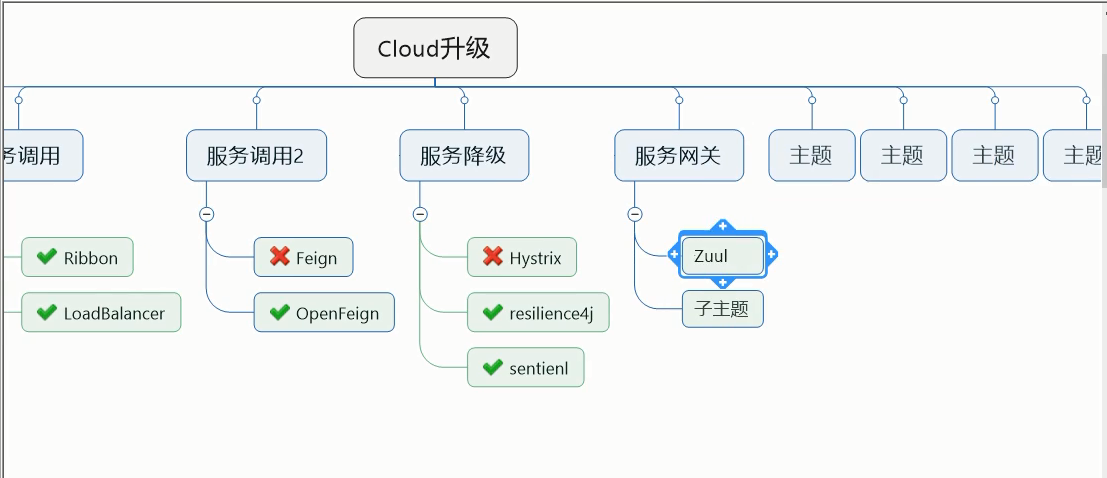 Cloud升级
务调用
服务调用2
服务降级
服务网关
主题
主题
主题
主题
Ribbon
Feign
Hystrix
Zuul
LoadBalancer
OpenFeign
resilience4j
子主题
sentienl